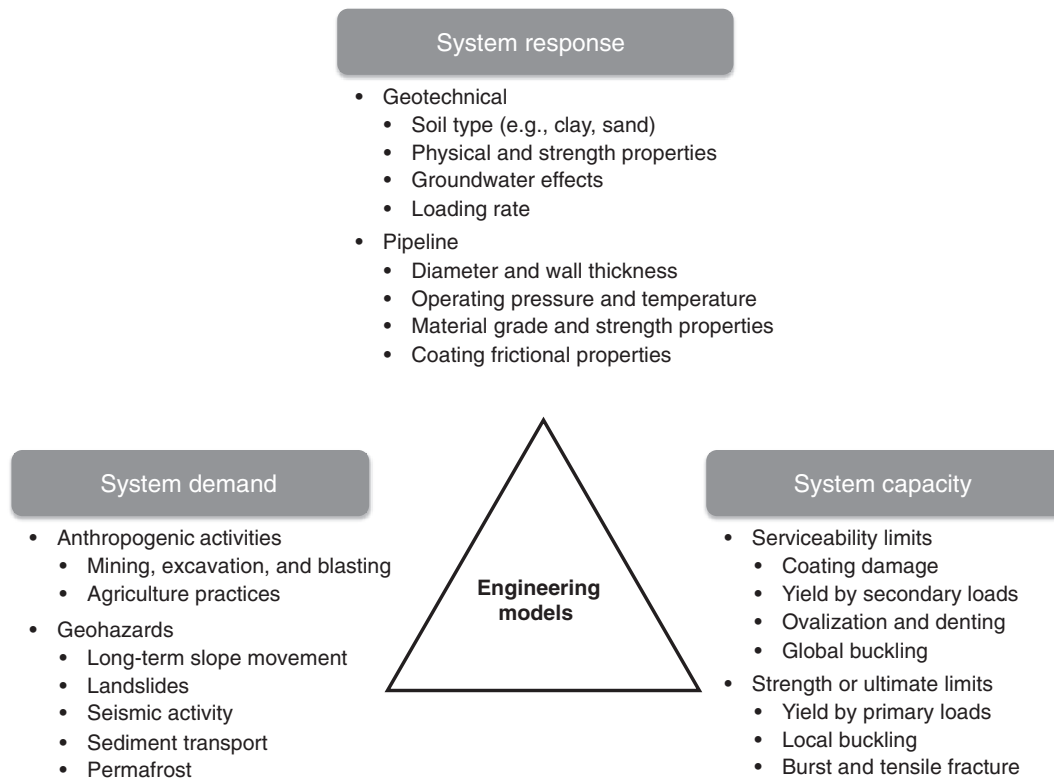 System response
• Geotechnical
• Soil type (e.g., clay, sand)
• Physical and strength properties
• Groundwater effects
• Loading rate
• Pipeline
• Diameter and wall thickness
• Operating pressure and temperature
• Material grade and strength properties
• Coating frictional properties
System demand
• Anthropogenic activities
• Mining, excavation, and blasting
• Agriculture practices
• Geohazards
• Long-term slope movement
• Landslides
• Seismic activity
• Sediment transport
• Permafrost
Engineering
models
System capacity
• Serviceability limits
• Coating damage
• Yield by secondary loads
• Ovalization and denting
• Global buckling
• Strength or ultimate limits
• Yield by primary loads
• Local buckling
• Burst and tensile fracture